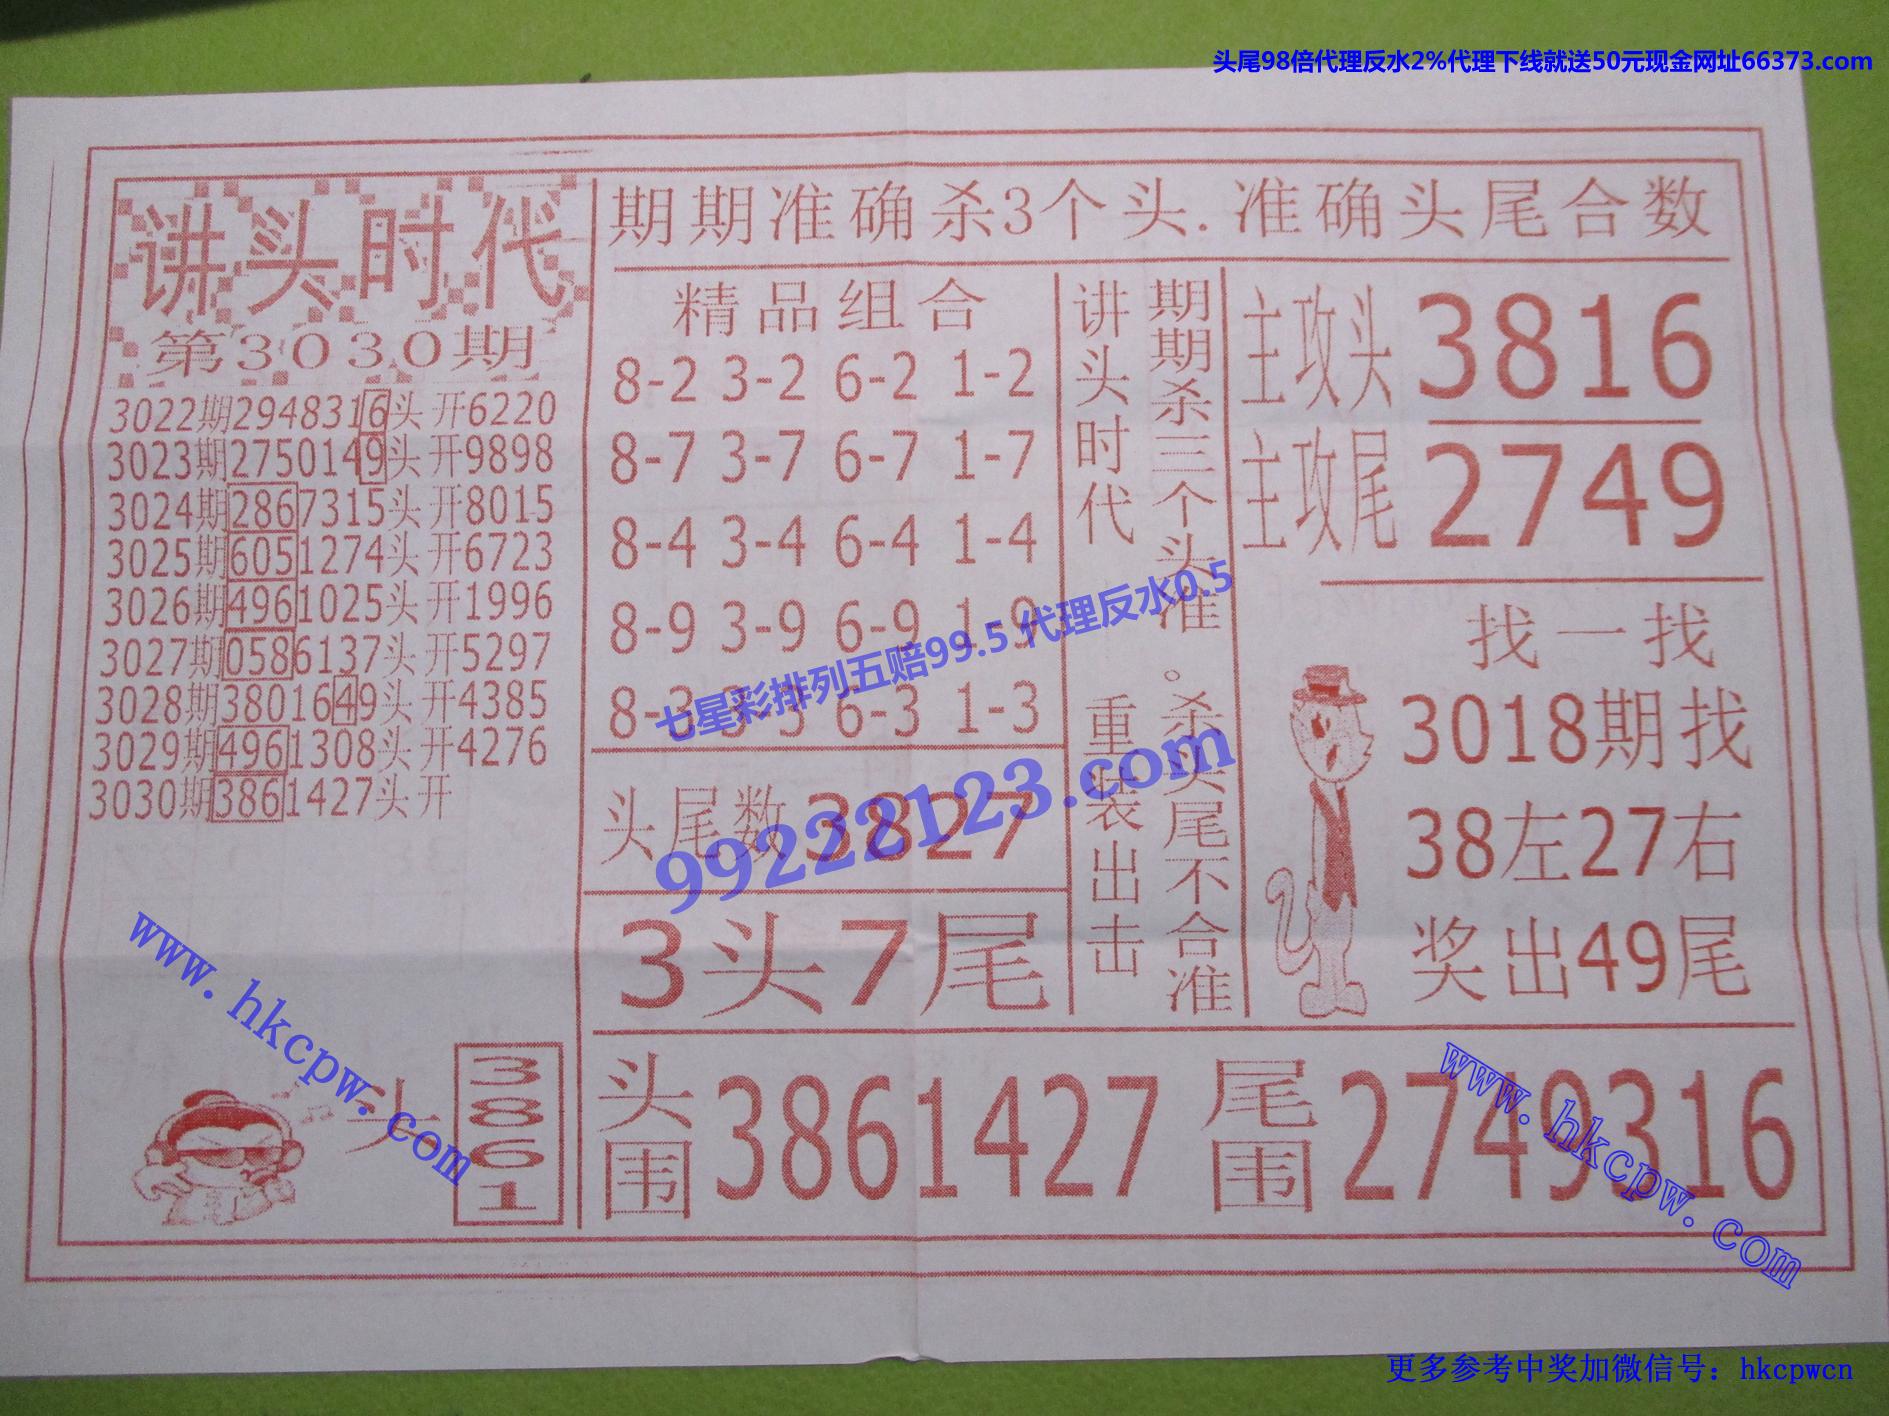 头尾98倍代理反水2%代理下线就送50元现金网址66373.com
讲头时代
第3030期
3022期2948316头 开6220
3023期2750149头 开9898
3024期2867315头 开8015
3025期6051274头 开6723
3026期4961025头 开1996
3027期0586137头 开5297
3028期3801649头 开4385
3029期4961308头 开4276
3030期3861427头 开
头
3861
期期准确杀3个头.准确头尾合数
精品组合
8-2 3-2 6-2 1-2
8-7 3-7 6-7 1-7
8-4 3-4 6-4 1-4
8-9 3-9 6-9 1-9
8-3 3-3 6-3 1-3
头尾数3827
3头7尾
讲头时代 重装出击
期期杀三个头准。杀头尾不合准
主攻头 3816
主攻尾 2749
找一找
3018期找
38左27右
奖出49尾
头围 3861427 尾围 2749316
七星彩排列五赔99.5 代理反水0.5
99222123.com
www.hkcpw.com
www.hkcpw.com
更多参考中奖加微信号：hkcpwcn